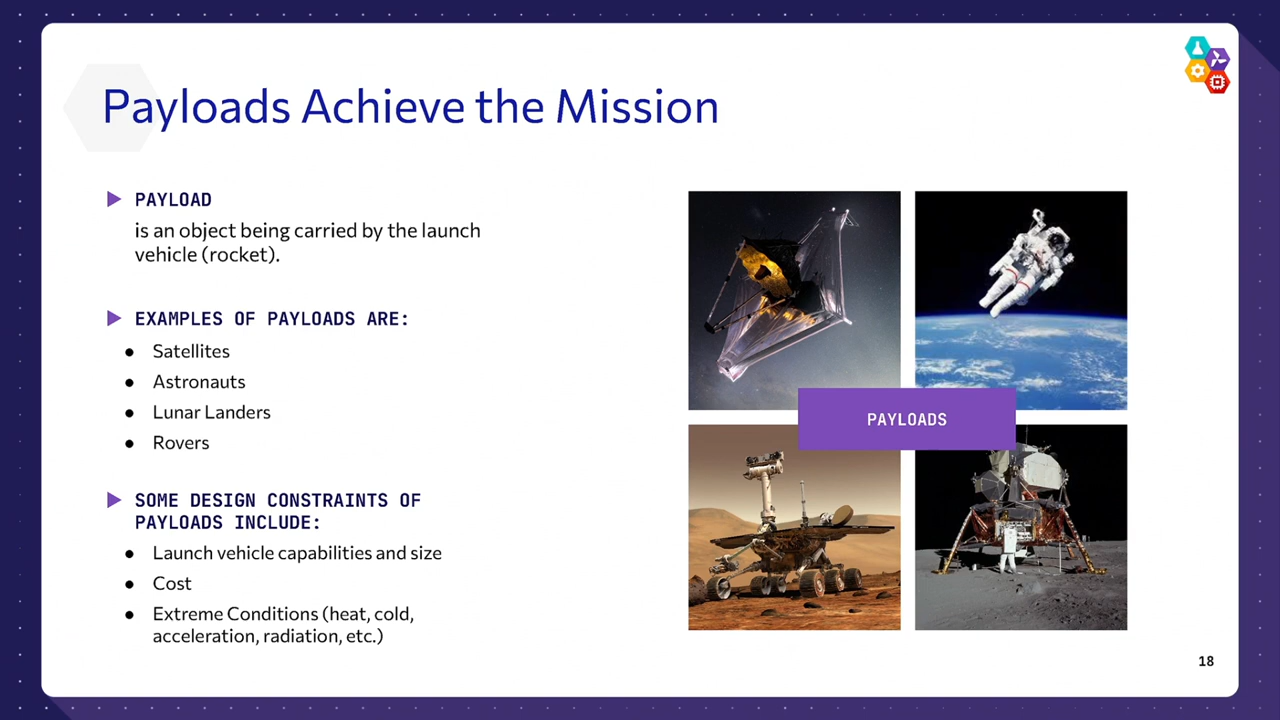 Payloads Achieve the Mission
PAYLOAD
is an object being carried by the launch
vehicle (rocket).
EXAMPLES OF PAYLOADS ARE:
● Satellites
● Astronauts
● Lunar Landers
● Rovers
SOME DESIGN CONSTRAINTS OF
PAYLOADS INCLUDE:
● Launch vehicle capabilities and size
● Cost
● Extreme Conditions (heat, cold,
acceleration, radiation, etc.)
PAYLOADS
18